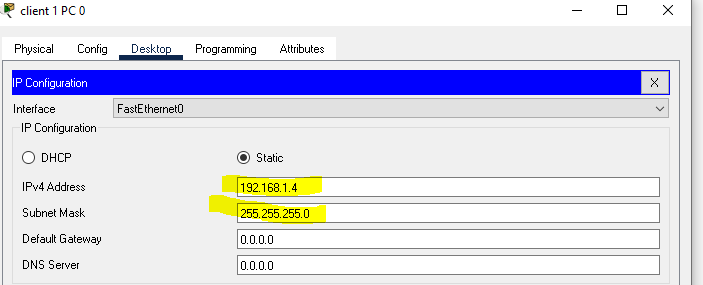 client 1 PC 0
Physical Config Desktop Programming Attributes
IP Configuration X
Interface FastEthernet0
IP Configuration
DHCP Static
IPv4 Address 192.168.1.4
Subnet Mask 255.255.255.0
Default Gateway 0.0.0.0
DNS Server 0.0.0.0